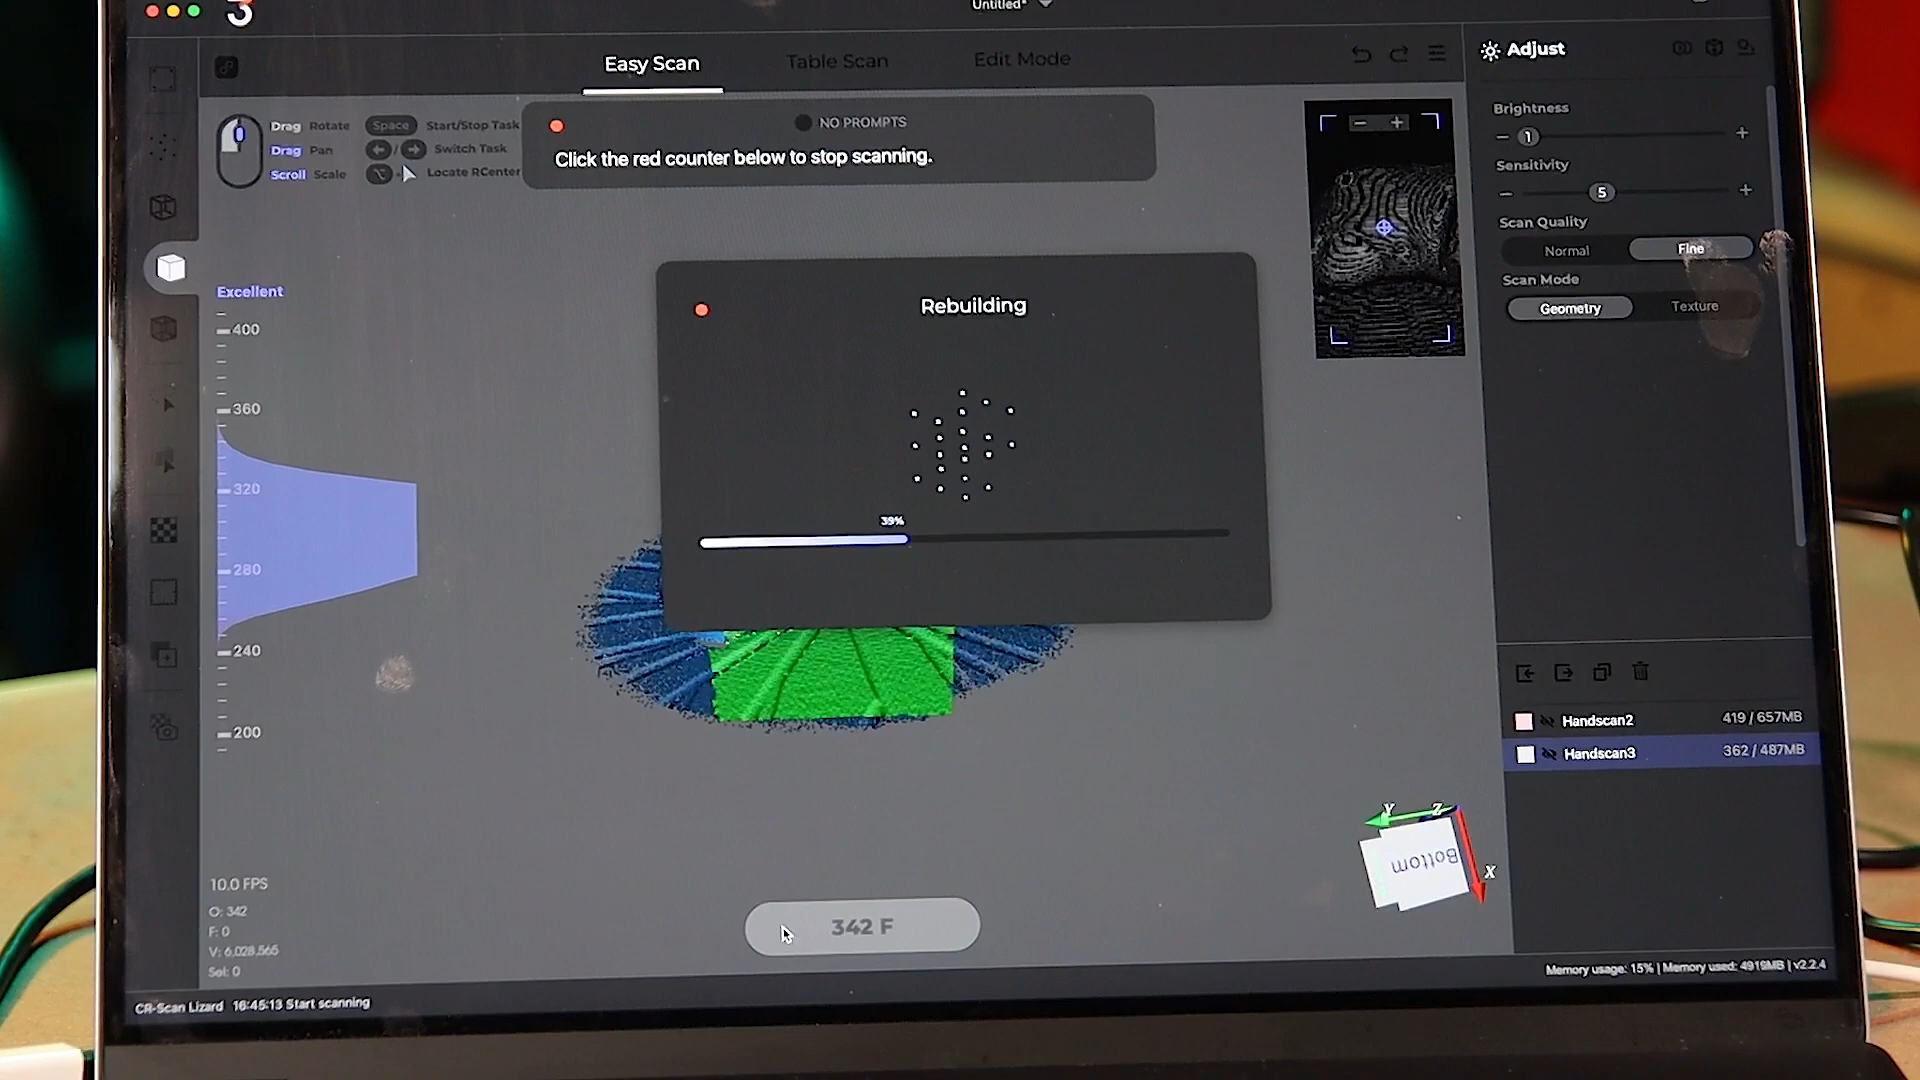 Untitled*
Easy Scan
Table Scan
Edit Mode
Adjust
Drag Rotate
Space Start/Stop Task
Drag Pan
/ Switch Task
Scroll Scale
Locate RCenter
NO PROMPTS
Click the red counter below to stop scanning.
Brightness
1
Sensitivity
5
Scan Quality
Normal
Fine
Scan Mode
Geometry
Texture
Excellent
400
360
320
280
240
200
Rebuilding
39%
Handscan2 419 / 657MB
Handscan3 362 / 487MB
Y
Z
X
Bottom
10.0 FPS
O: 342
F: 0
V: 6,028,565
Sel: 0
342 F
Memory usage: 15% | Memory used: 4919MB | v2.2.4
CR-Scan Lizard 16:45:13 Start scanning